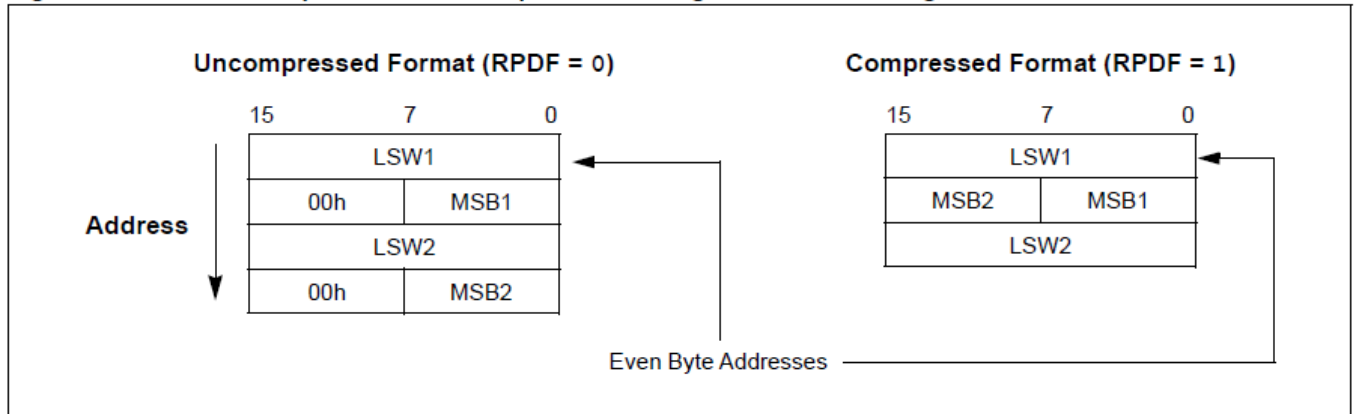 Uncompressed Format (RPDF = 0)
Compressed Format (RPDF = 1)
15 7 0
15 7 0
LSW1
LSW1
00h MSB1
MSB2 MSB1
Address
LSW2
LSW2
00h MSB2
Even Byte Addresses